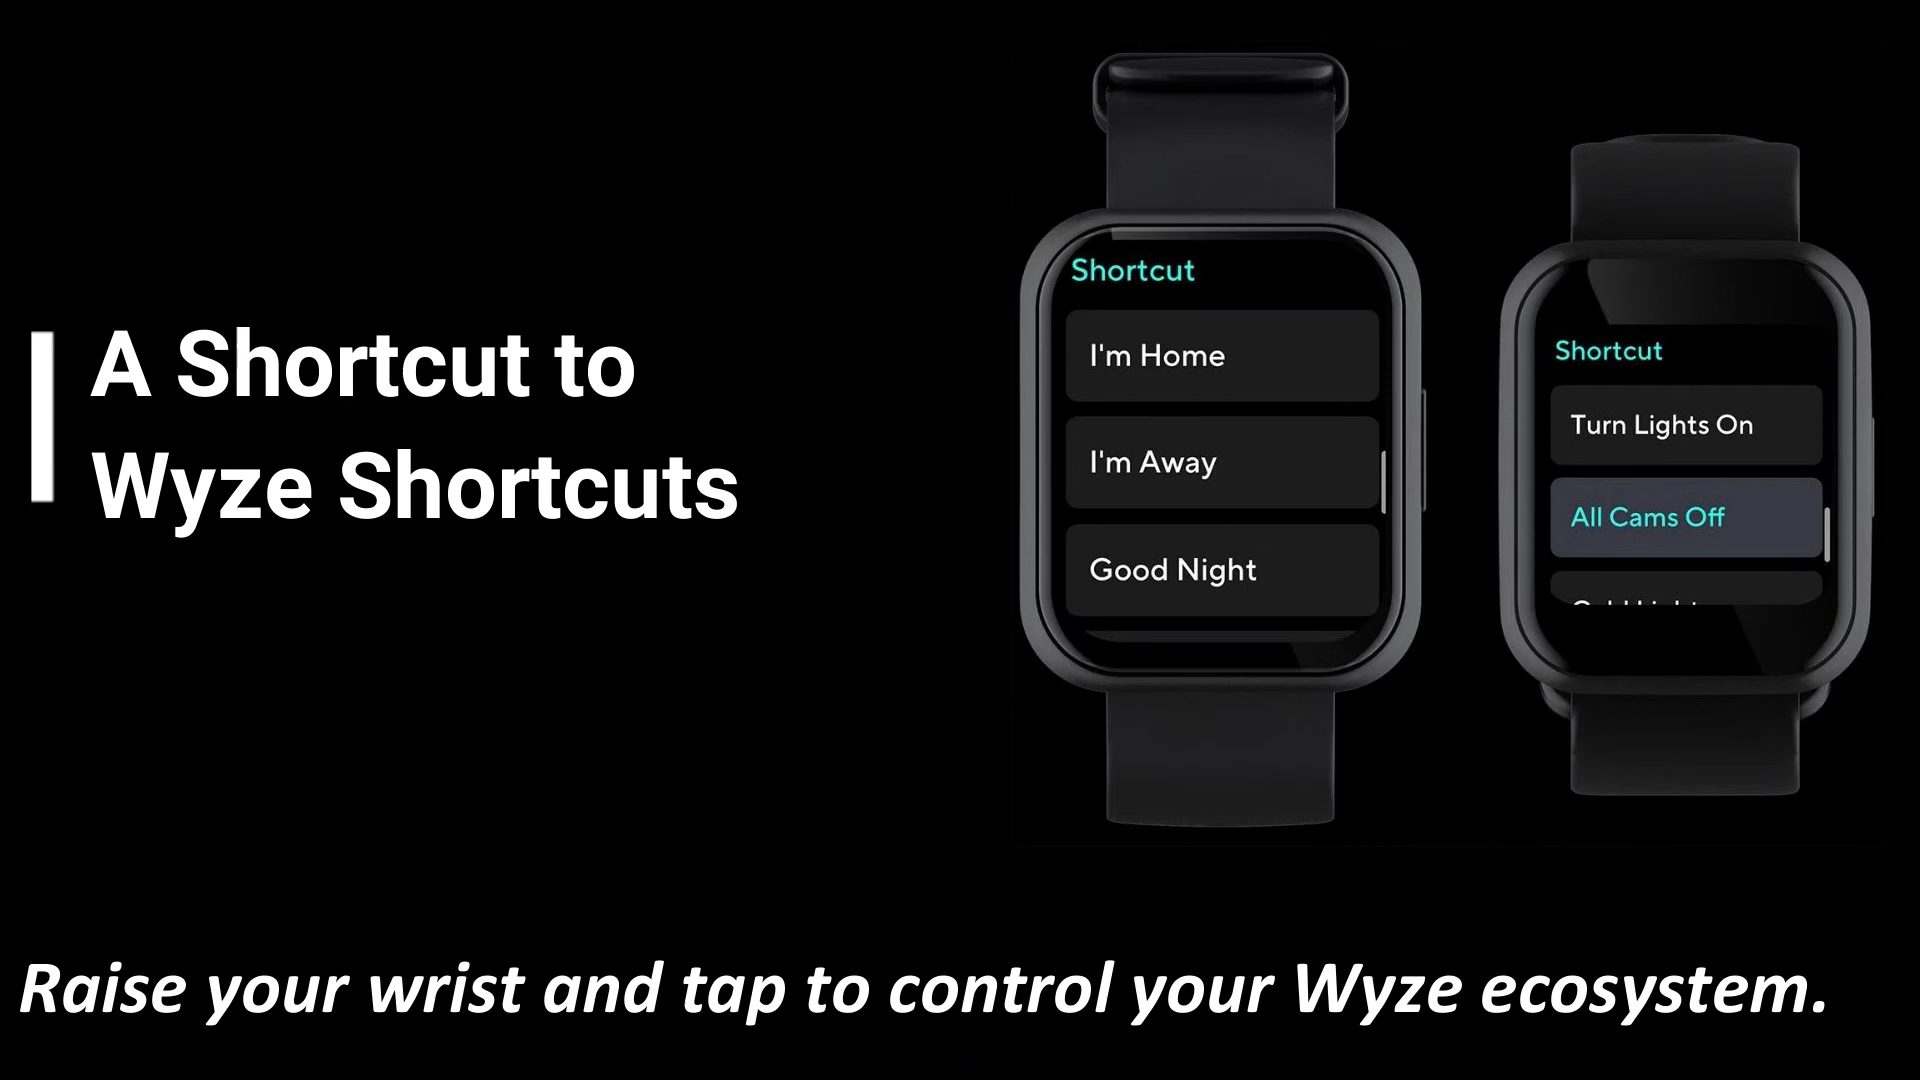 A Shortcut to
Wyze Shortcuts
Shortcut
I'm Home
I'm Away
Good Night
Shortcut
Turn Lights On
All Cams Off
Raise your wrist and tap to control your Wyze ecosystem.